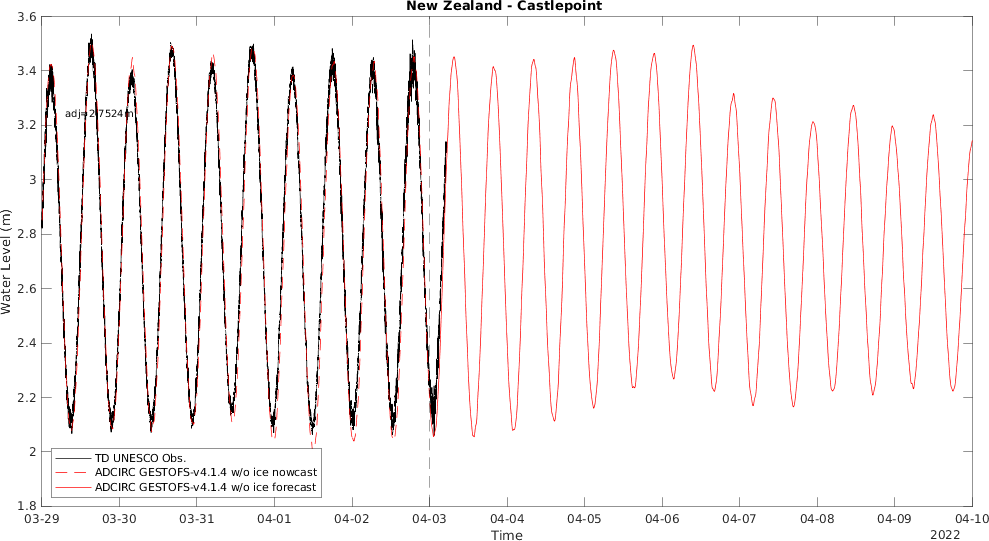 New Zealand - Castlepoint
3.6
3.4
3.2
3
2.8
2.6
2.4
2.2
2
1.8
Water Level (m)
adj=2.7524m
TD UNESCO Obs.
ADCIRC GESTOFS-v4.1.4 w/o ice nowcast
ADCIRC GESTOFS-v4.1.4 w/o ice forecast
03-29 03-30 03-31 04-01 04-02 04-03 04-04 04-05 04-06 04-07 04-08 04-09 04-10
Time
2022